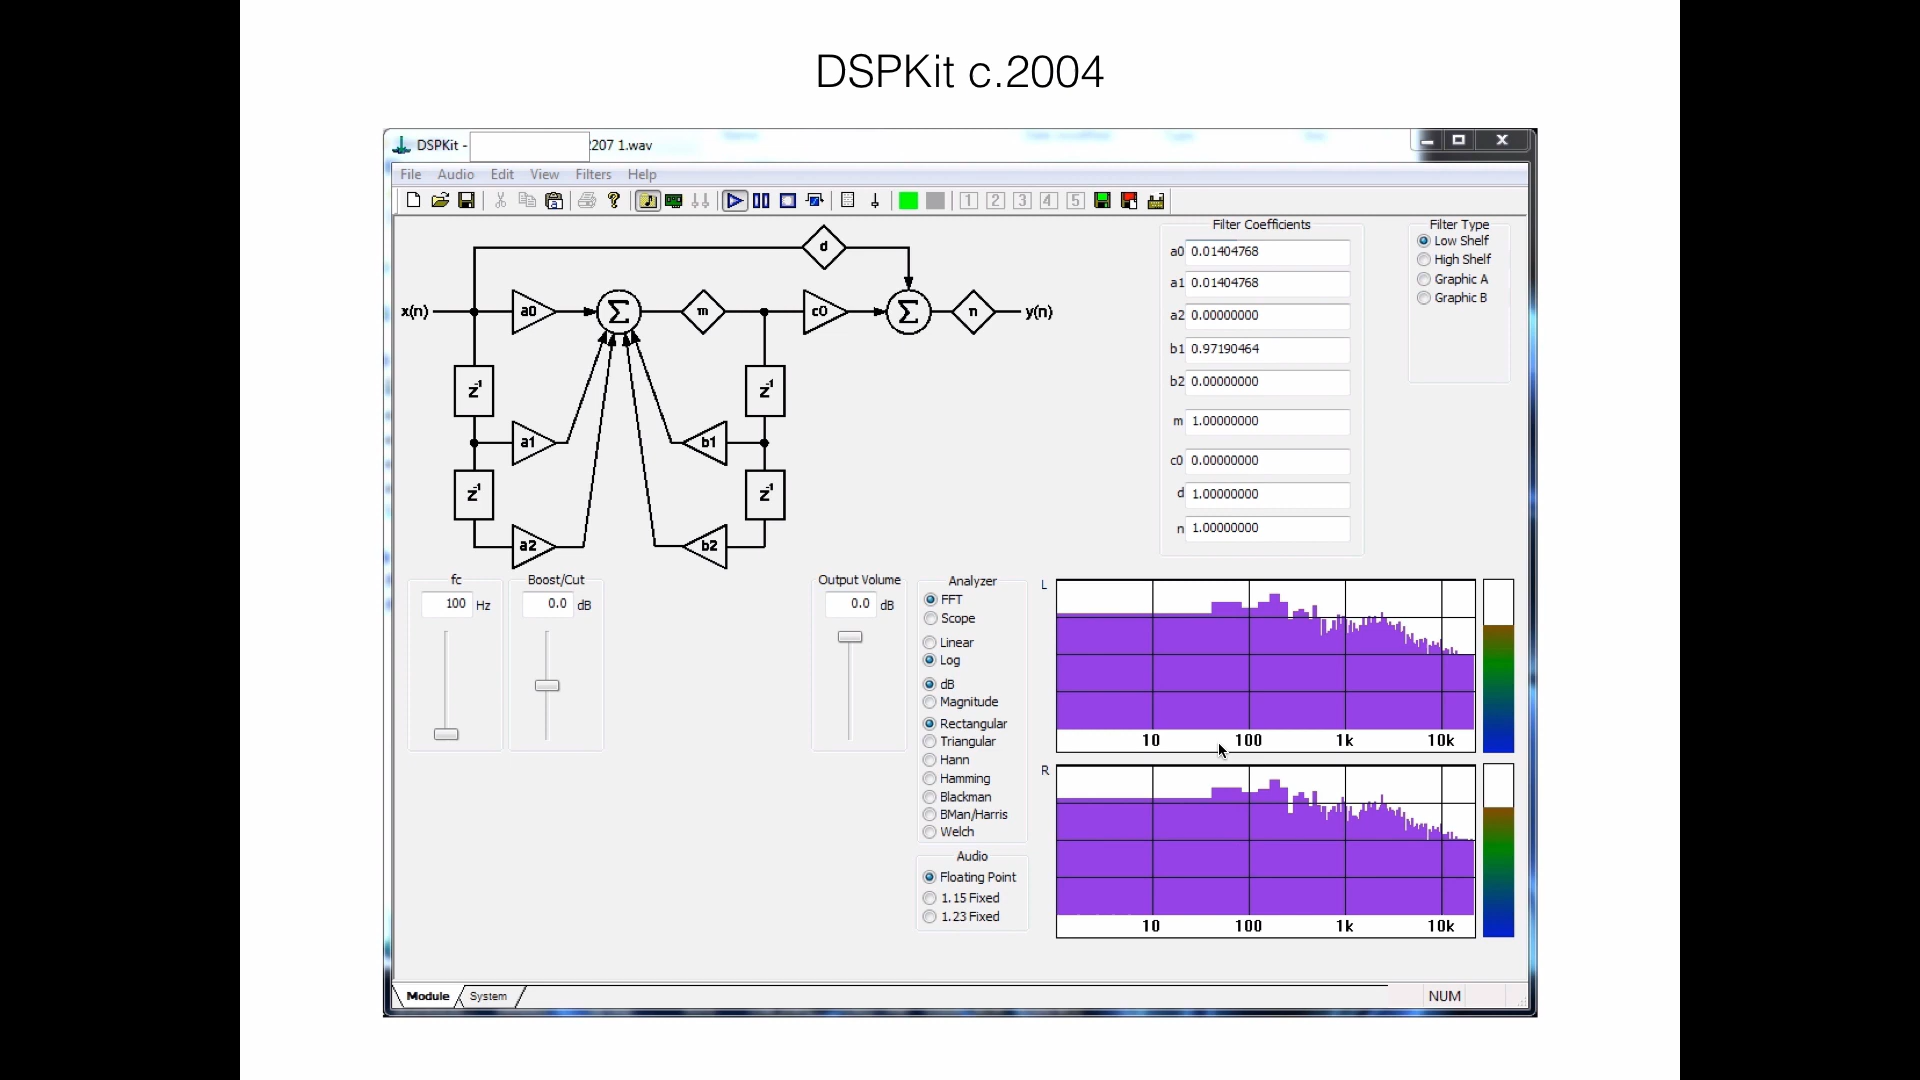 DSPKit c.2004
DSPKit - 207 1.wav
File Audio Edit View Filters Help
1 2 3 4 5
Filter Coefficients
a0 0.01404768
a1 0.01404768
a2 0.00000000
b1 0.97190464
b2 0.00000000
m 1.00000000
c0 0.00000000
d 1.00000000
n 1.00000000
Filter Type
Low Shelf
High Shelf
Graphic A
Graphic B
d
x(n) a0 Σ m c0 Σ n y(n)
z-1 z-1
a1 b1
z-1 z-1
a2 b2
fc
100 Hz
Boost/Cut
0.0 dB
Output Volume
0.0 dB
Analyzer
FFT
Scope
Linear
Log
dB
Magnitude
Rectangular
Triangular
Hann
Hamming
Blackman
BMan/Harris
Welch
Audio
Floating Point
1.15 Fixed
1.23 Fixed
L
10 100 1k 10k
R
10 100 1k 10k
Module System
NUM